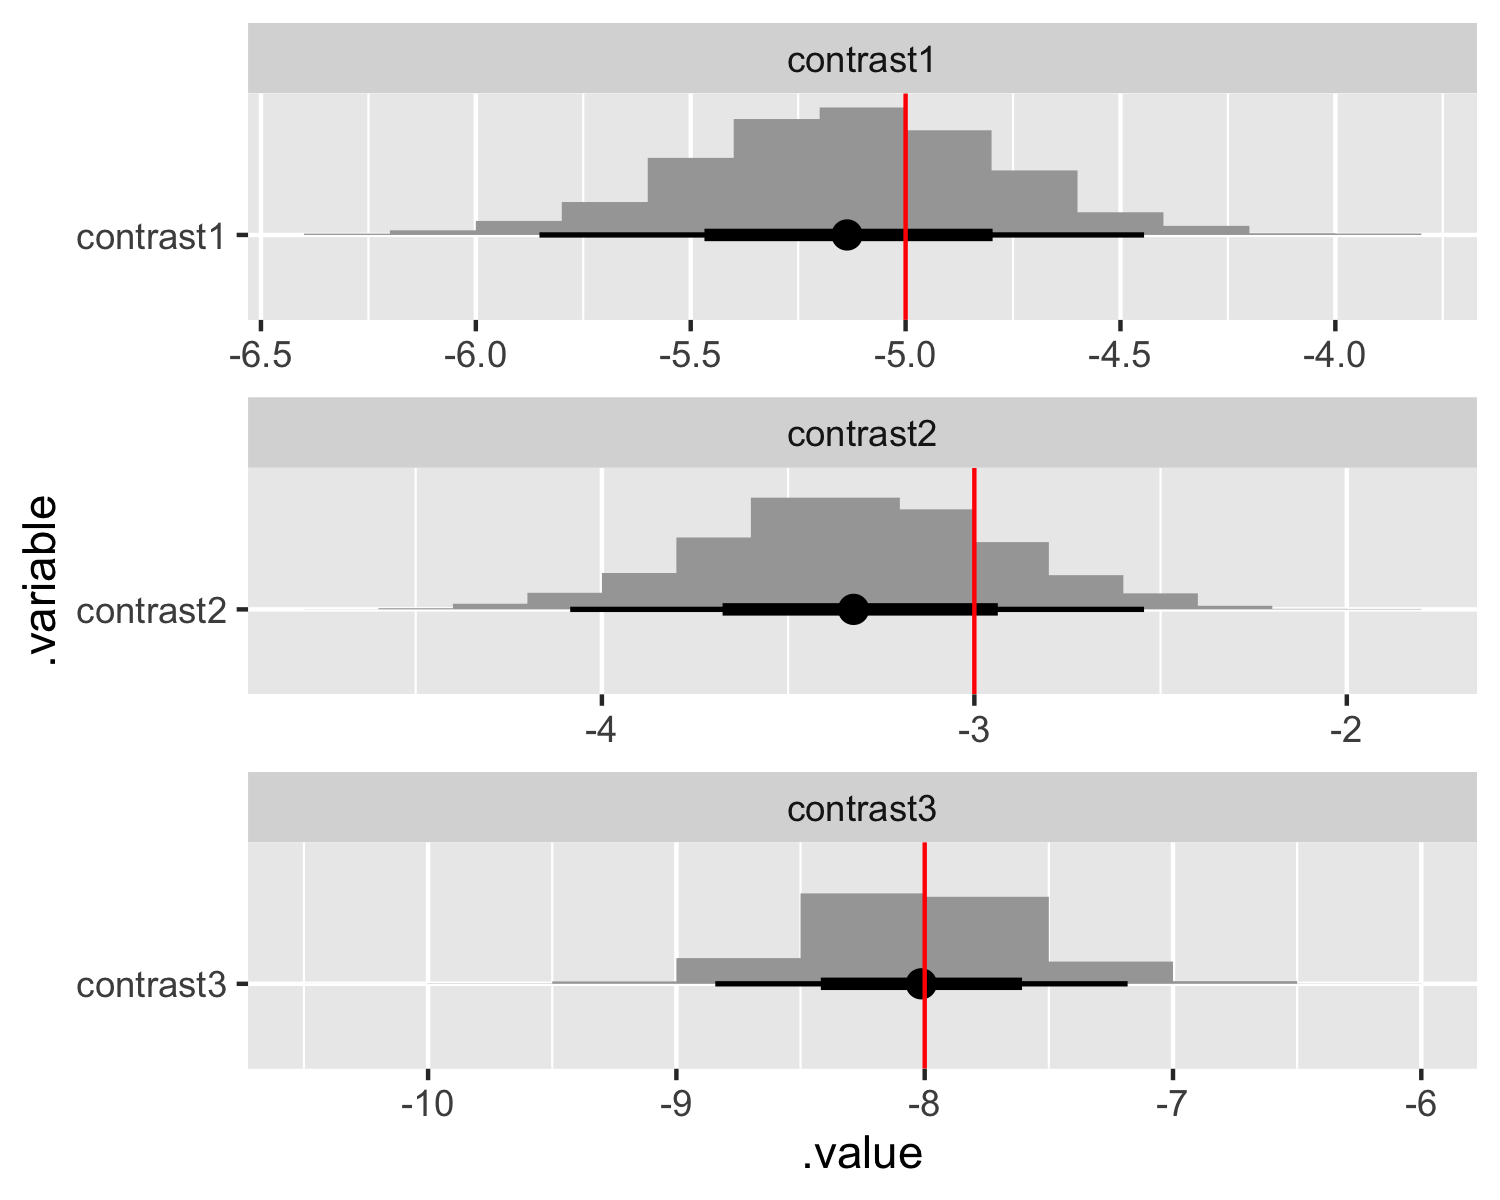 contrast1
contrast1
-6.5 -6.0 -5.5 -5.0 -4.5 -4.0
contrast2
.variable
contrast2
-4 -3 -2
contrast3
contrast3
-10 -9 -8 -7 -6
.value